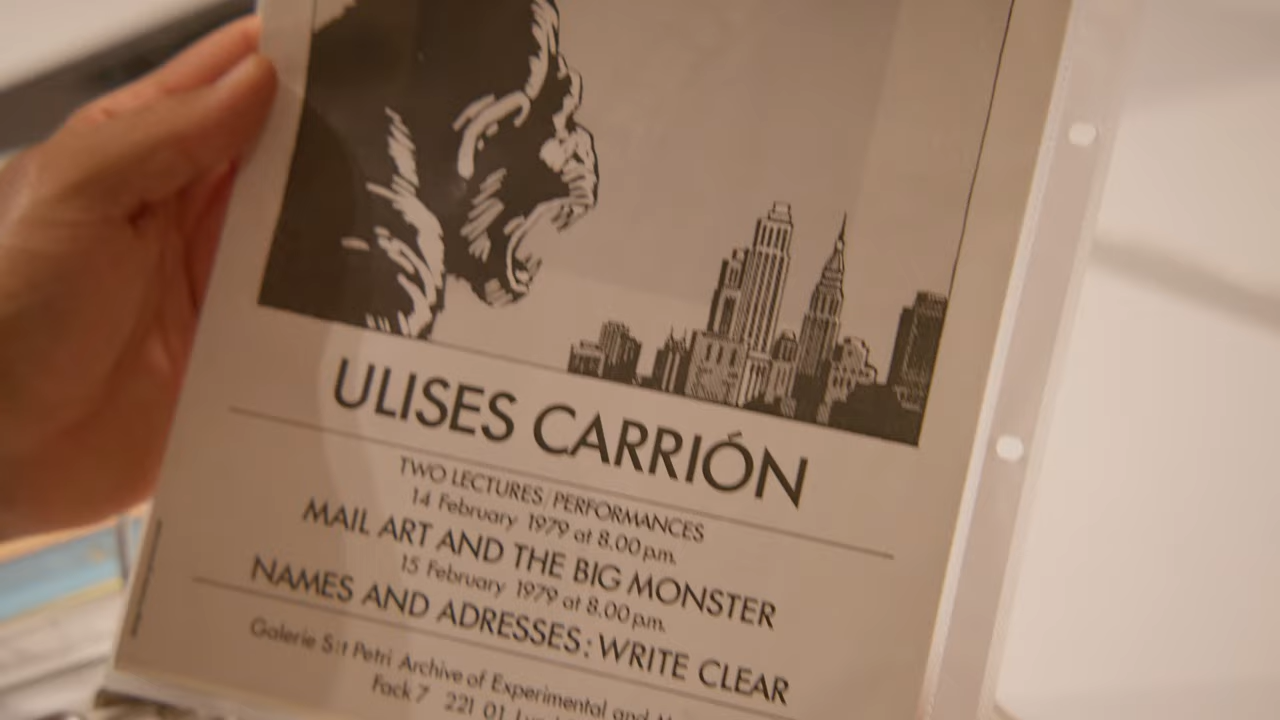 ULISES CARRIÓN
TWO LECTURES/PERFORMANCES
14 February 1979 at 8.00 p.m.
MAIL ART AND THE BIG MONSTER
15 February 1979 at 8.00 p.m.
NAMES AND ADRESSES: WRITE CLEAR
Galerie S:t Petri Archive of Experimental and
Fack 7 221 01